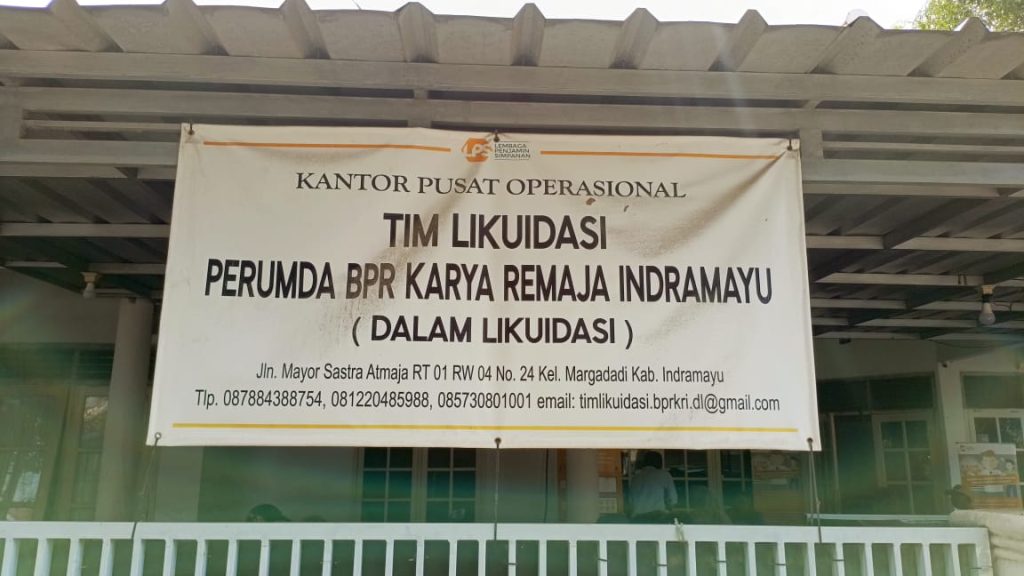 LPS LEMBAGA
PENJAMIN
SIMPANAN
KANTOR PUSAT OPERASIONAL
TIM LIKUIDASI
PERUMDA BPR KARYA REMAJA INDRAMAYU
( DALAM LIKUIDASI )
Jln. Mayor Sastra Atmaja RT 01 RW 04 No. 24 Kel. Margadadi Kab. Indramayu
Tlp. 087884388754, 081220485988, 085730801001 email: timlikuidasi.bprkri.dl@gmail.com